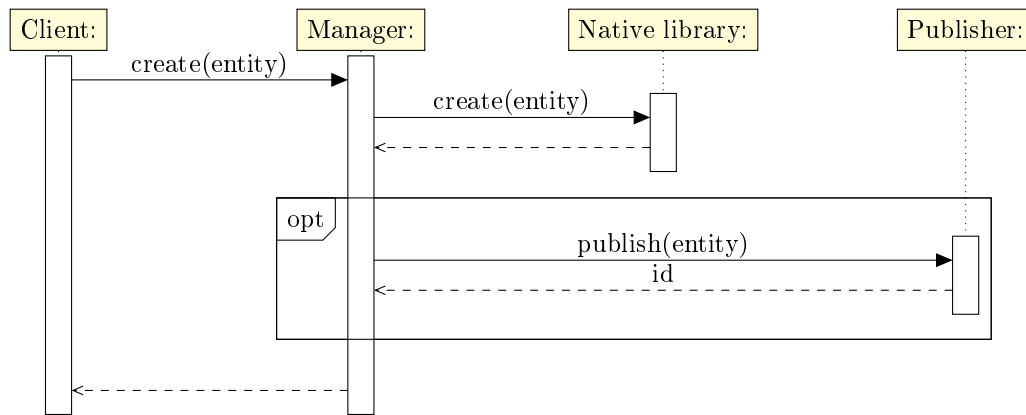 Client:
Manager:
Native library:
Publisher:
create(entity)
create(entity)
opt
publish(entity)
id